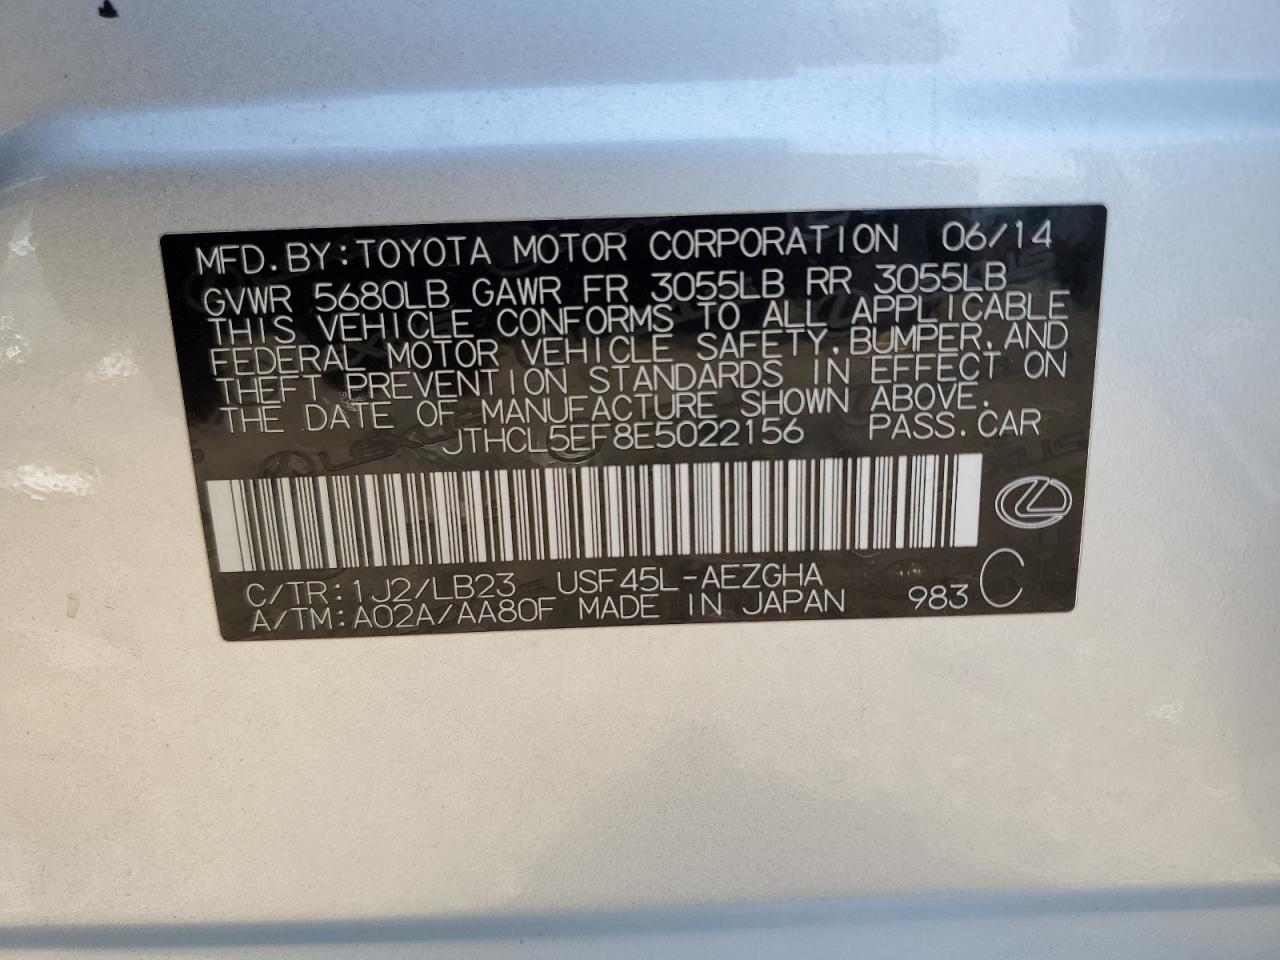 MFD. BY: TOYOTA MOTOR CORPORATION 06/14
GVWR 5680LB GAWR FR 3055LB RR 3055LB
THIS VEHICLE CONFORMS TO ALL APPLICABLE
FEDERAL MOTOR VEHICLE SAFETY, BUMPER, AND
THEFT PREVENTION STANDARDS IN EFFECT ON
THE DATE OF MANUFACTURE SHOWN ABOVE.
JTHCL5EF8E5022156 PASS. CAR
C/TR: 1J2/LB23 USF45L-AEZGHA
A/TM: A02A/AA80F MADE IN JAPAN 983 C